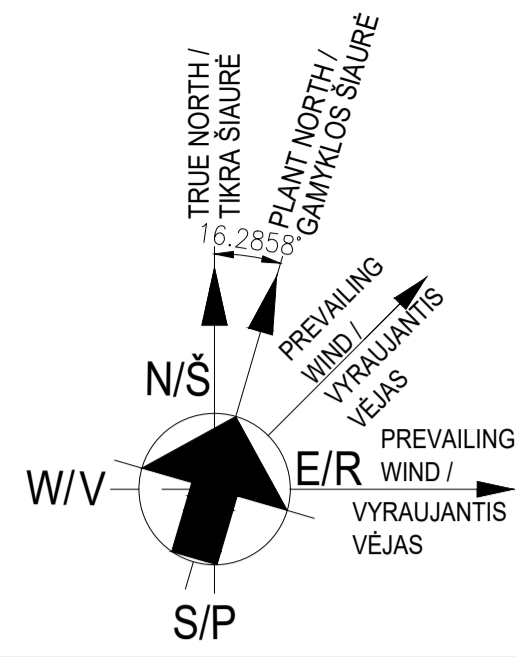 TRUE NORTH /
TIKRA ŠIAURĖ
PLANT NORTH /
GAMYKLOS ŠIAURĖ
16.2858°
PREVAILING
WIND /
VYRAUJANTIS
VĖJAS
N/Š
E/R
PREVAILING
WIND /
VYRAUJANTIS
VĖJAS
W/V
S/P